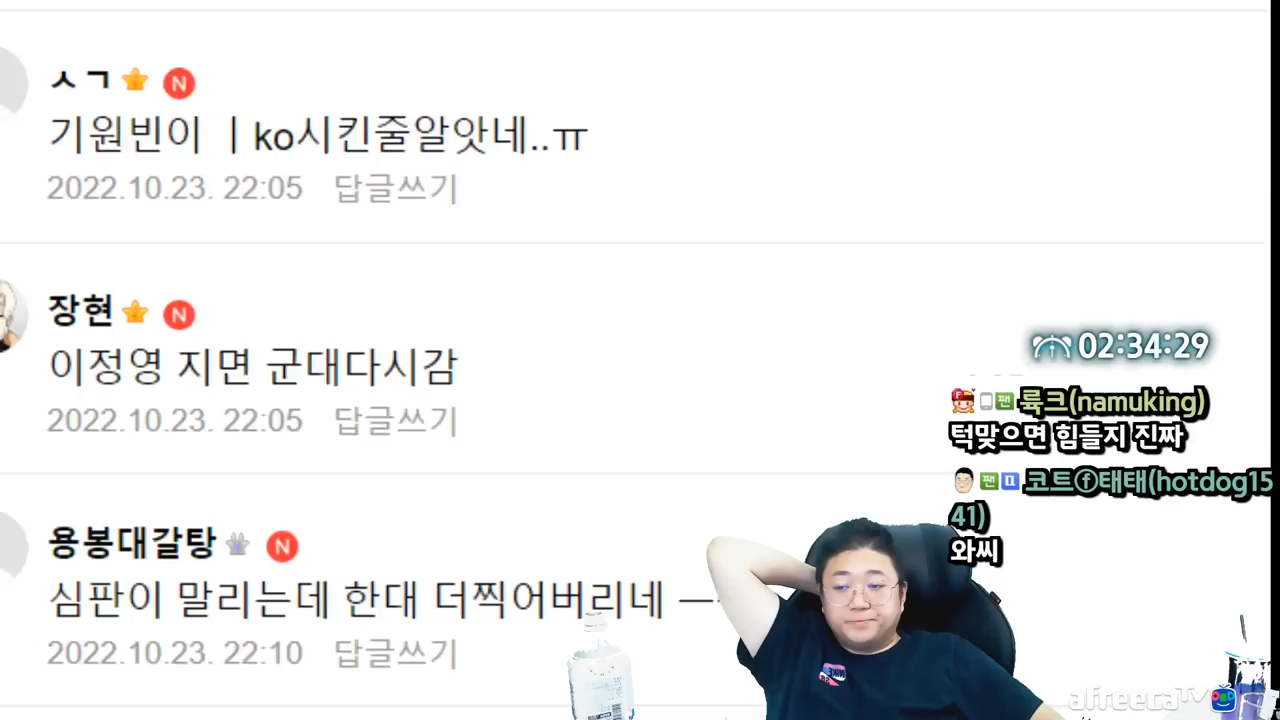 ㅅㄱ N
기원빈이 ㅣko시킨줄알앗네..ㅠ
2022.10.23. 22:05 답글쓰기
장현 N
이정영 지면 군대다시감
2022.10.23. 22:05 답글쓰기
용봉대갈탕 N
심판이 말리는데 한대 더찍어버리네
2022.10.23. 22:10 답글쓰기
02:34:29
팬 룩크(namuking)
턱맞으면 힘들지 진짜
팬 코트ⓕ태태(hotdog15
41)
와씨
afreecaTV